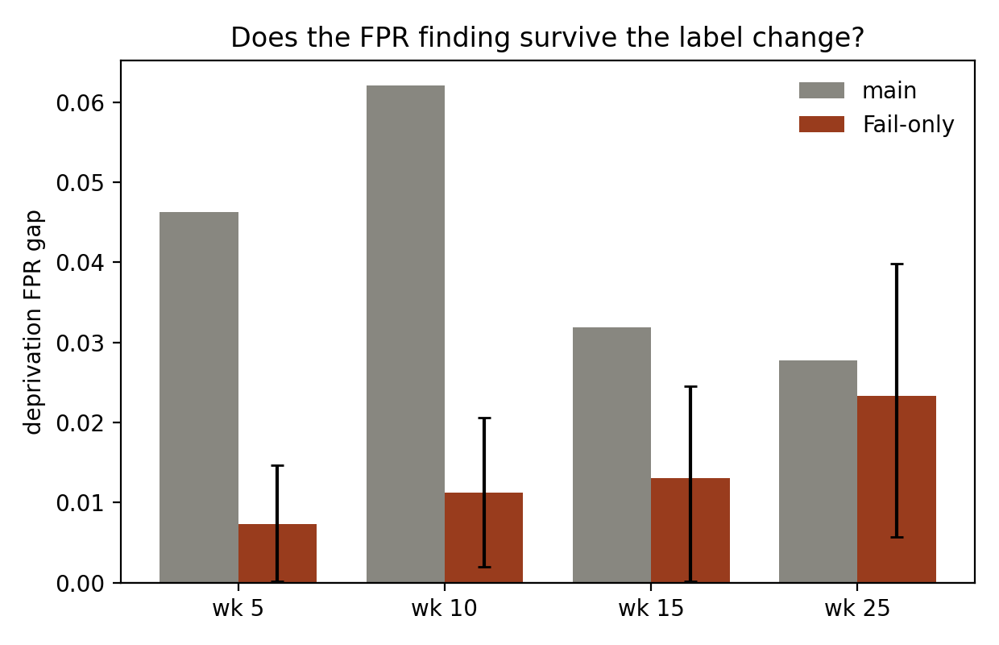 Does the FPR finding survive the label change?
main
Fail-only
deprivation FPR gap
0.06
0.05
0.04
0.03
0.02
0.01
0.00
wk 5
wk 10
wk 15
wk 25